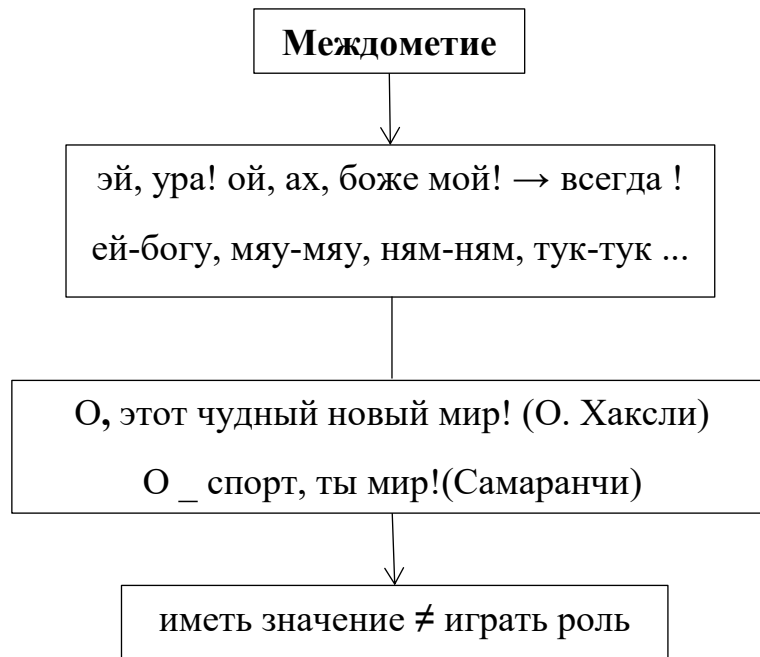 Междометие
эй, ура! ой, ах, боже мой! → всегда !
ей-богу, мяу-мяу, ням-ням, тук-тук ...
О, этот чудный новый мир! (О. Хаксли)
О _ спорт, ты мир!(Самаранчи)
иметь значение ≠ играть роль